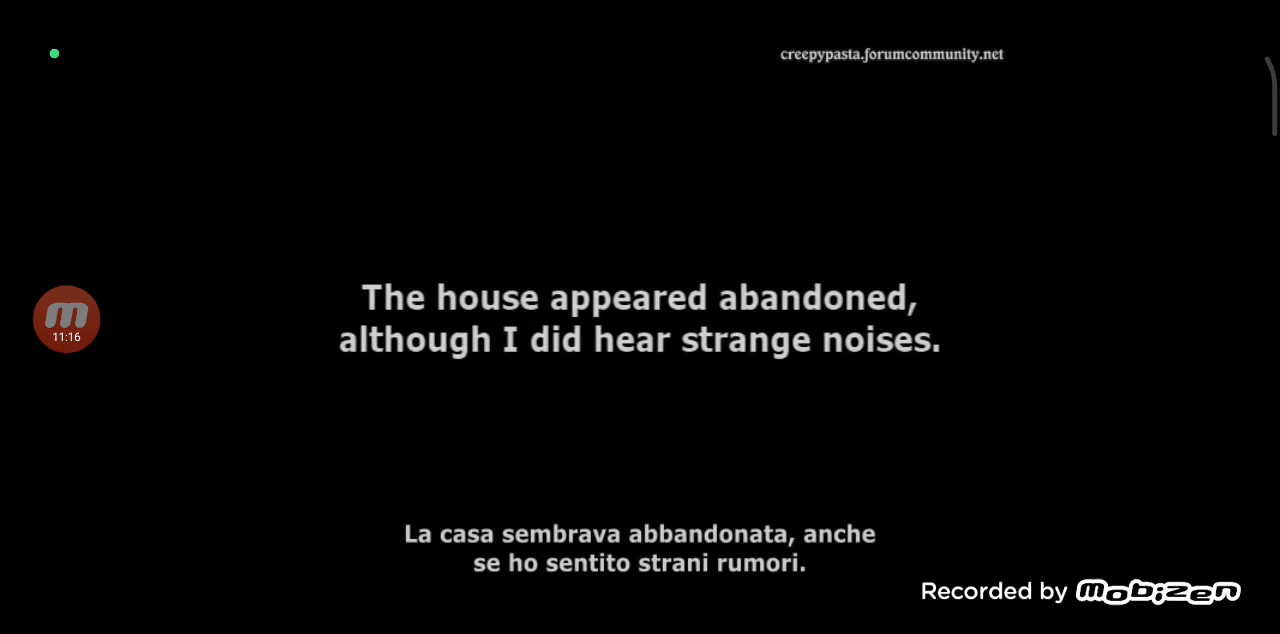 creepypasta.forumcommunity.net
The house appeared abandoned,
although I did hear strange noises.
m
11:16
La casa sembrava abbandonata, anche
se ho sentito strani rumori.
Recorded by mobizen